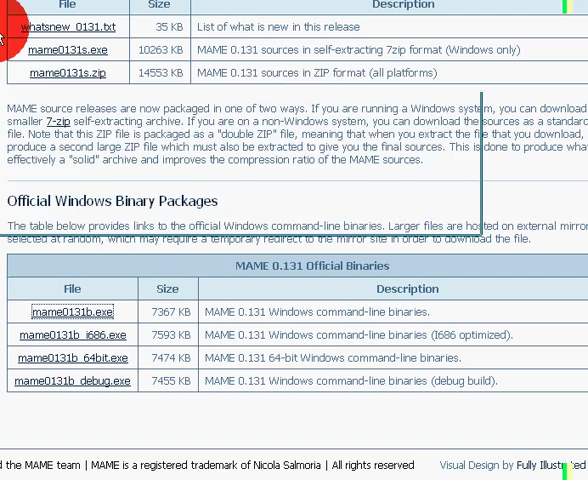 File Size Description
whatsnew_0131.txt 35 KB List of what is new in this release
mame0131s.exe 10263 KB MAME 0.131 sources in self-extracting 7zip format (Windows only)
mame0131s.zip 14553 KB MAME 0.131 sources in ZIP format (all platforms)
MAME source releases are now packaged in one of two ways. If you are running a Windows system, you can download
smaller 7-zip self-extracting archive. If you are on a non-Windows system, you can download the sources as a standard
file. Note that this ZIP file is packaged as a "double ZIP" file, meaning that when you extract the file that you download,
produce a second large ZIP file which must also be extracted to give you the final sources. This is done to produce what
effectively a "solid" archive and improves the compression ratio of the MAME sources.
Official Windows Binary Packages
The table below provides links to the official Windows command-line binaries. Larger files are hosted on external mirror
selected at random, which may require a temporary redirect to the mirror site in order to download the file.
MAME 0.131 Official Binaries
File Size Description
mame0131b.exe 7367 KB MAME 0.131 Windows command-line binaries.
mame0131b_i686.exe 7593 KB MAME 0.131 Windows command-line binaries (I686 optimized).
mame0131b_64bit.exe 7474 KB MAME 0.131 64-bit Windows command-line binaries.
mame0131b_debug.exe 7455 KB MAME 0.131 Windows command-line binaries (debug build).
d the MAME team | MAME is a registered trademark of Nicola Salmoria | All rights reserved Visual Design by Fully Illustrated